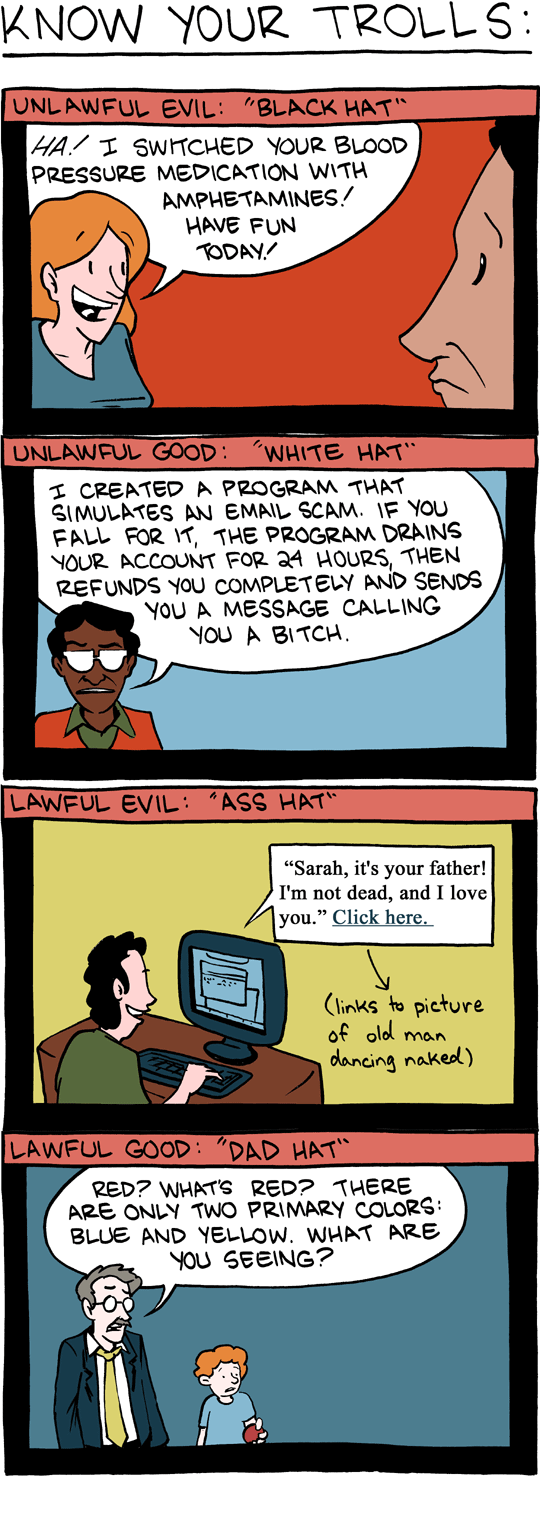 KNOW YOUR TROLLS:
UNLAWFUL EVIL: "BLACK HAT"
HA! I SWITCHED YOUR BLOOD
PRESSURE MEDICATION WITH
AMPHETAMINES!
HAVE FUN
TODAY!
UNLAWFUL GOOD: "WHITE HAT"
I CREATED A PROGRAM THAT
SIMULATES AN EMAIL SCAM. IF YOU
FALL FOR IT, THE PROGRAM DRAINS
YOUR ACCOUNT FOR 24 HOURS, THEN
REFUNDS YOU COMPLETELY AND SENDS
YOU A MESSAGE CALLING
YOU A BITCH.
LAWFUL EVIL: "ASS HAT"
“Sarah, it's your father!
I'm not dead, and I love
you.” Click here.
(links to picture
of old man
dancing naked)
LAWFUL GOOD: "DAD HAT"
RED? WHAT'S RED? THERE
ARE ONLY TWO PRIMARY COLORS:
BLUE AND YELLOW. WHAT ARE
YOU SEEING?